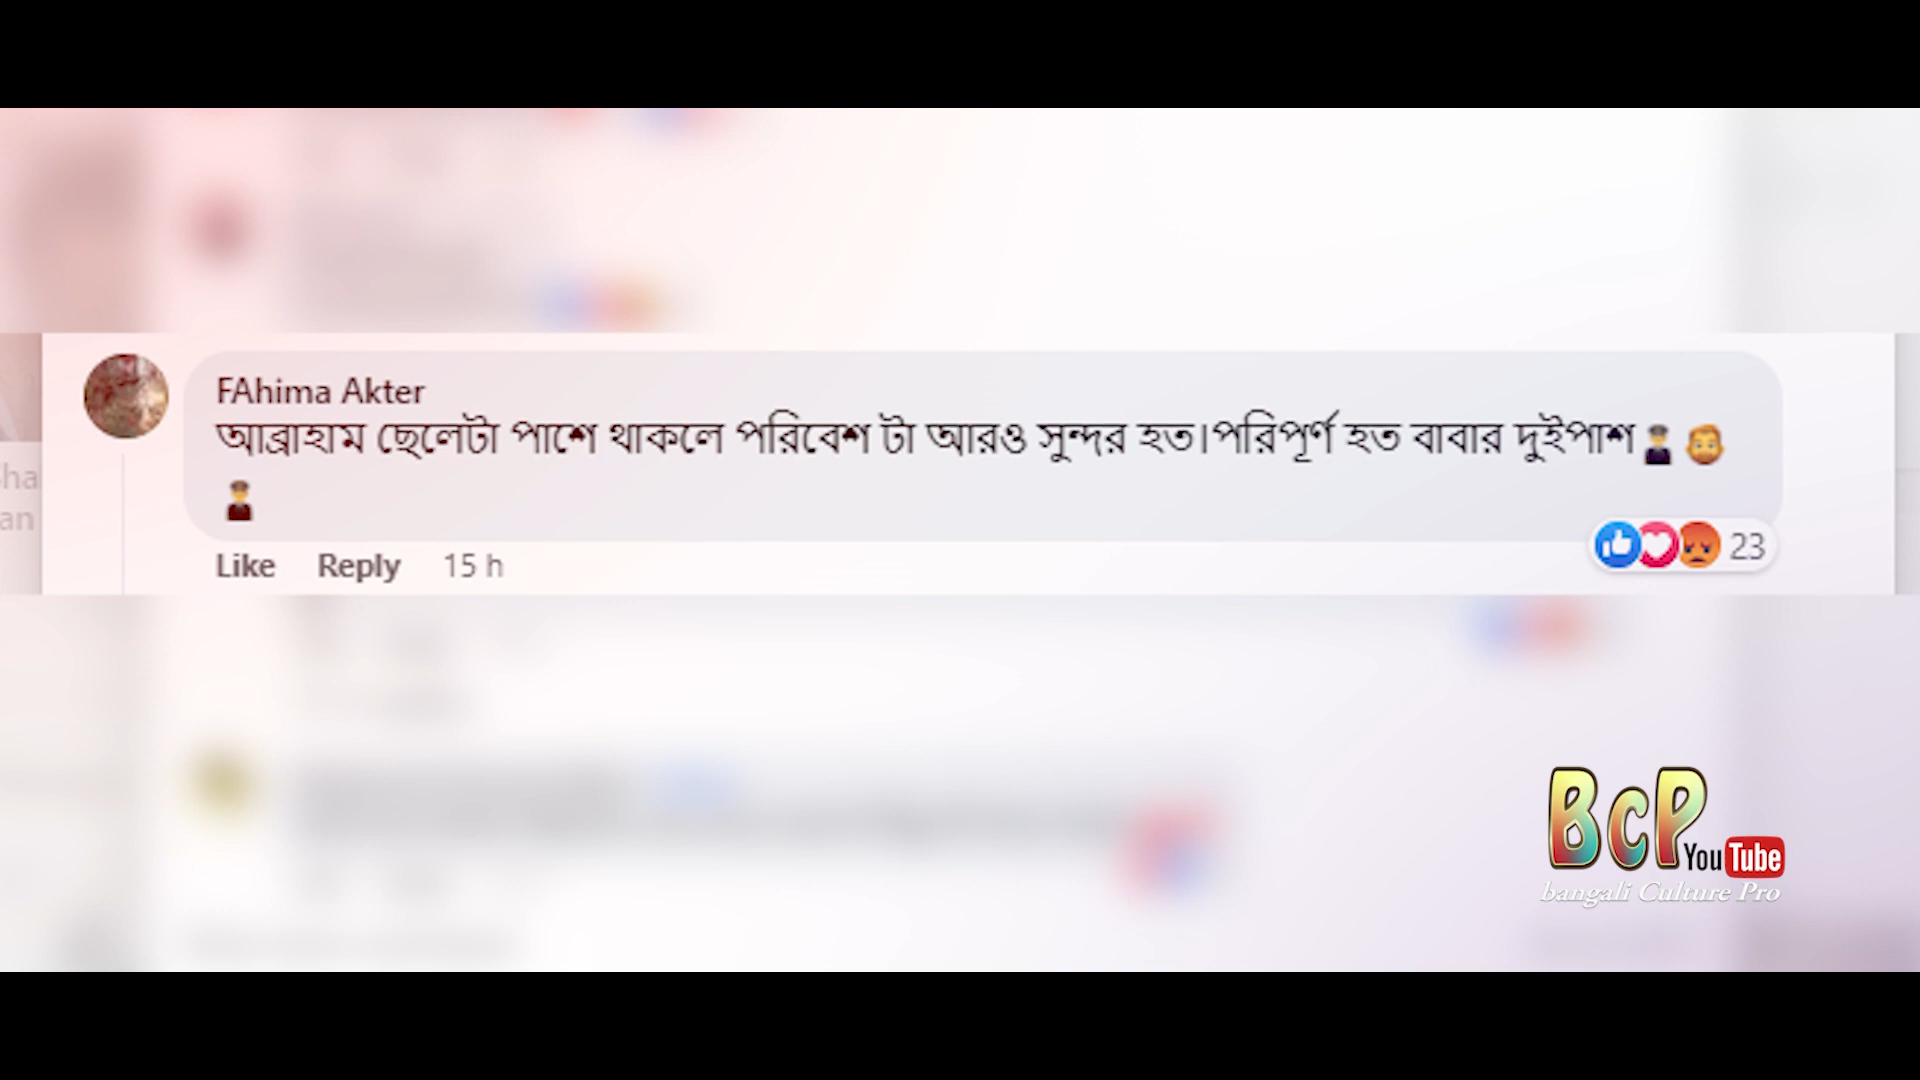 FAhima Akter
আব্রাহাম ছেলেটা পাশে থাকলে পরিবেশ টা আরও সুন্দর হত।পরিপূর্ণ হত বাবার দুইপাশ
Like Reply 15 h
23
BcP
YouTube
bangali Culture Pro